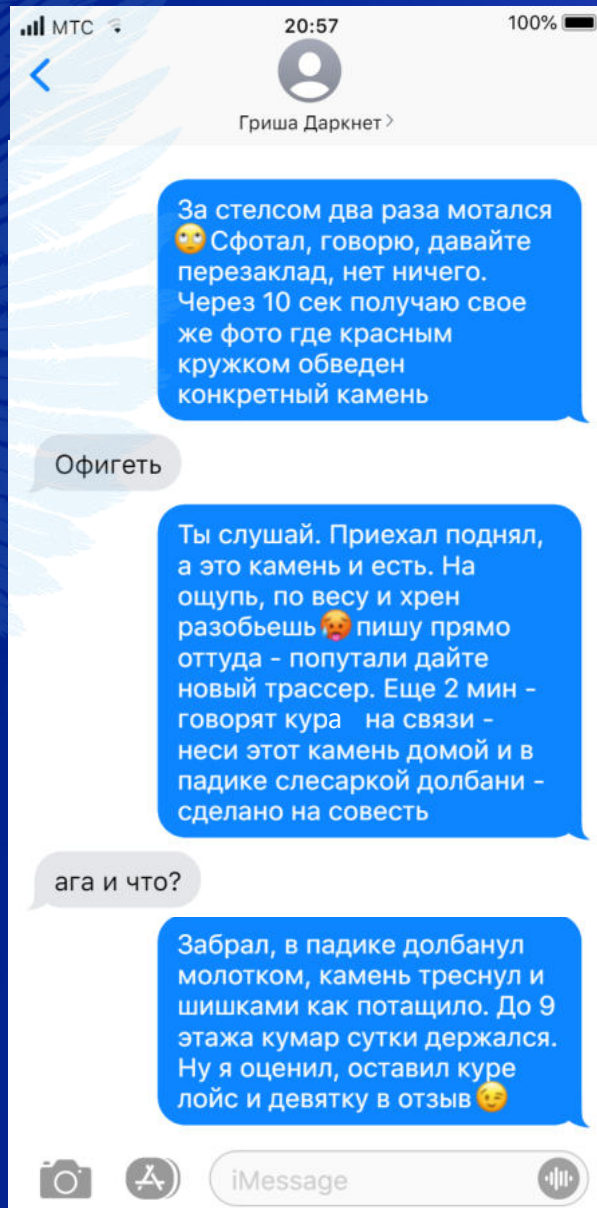 МТС
20:57
100%
Гриша Даркнет
За стелсом два раза мотался
🙄Сфотал, говорю, давайте
перезаклад, нет ничего.
Через 10 сек получаю свое
же фото где красным
кружком обведен
конкретный камень
Офигеть
Ты слушай. Приехал поднял,
а это камень и есть. На
ощупь, по весу и хрен
разобьешь🥵пишу прямо
оттуда - попутали дайте
новый трассер. Еще 2 мин -
говорят кура на связи -
неси этот камень домой и в
падике слесаркой долбани -
сделано на совесть
ага и что?
Забрал, в падике долбанул
молотком, камень треснул и
шишками как потащило. До 9
этажа кумар сутки держался.
Ну я оценил, оставил куре
лойс и девятку в отзыв😉
iMessage